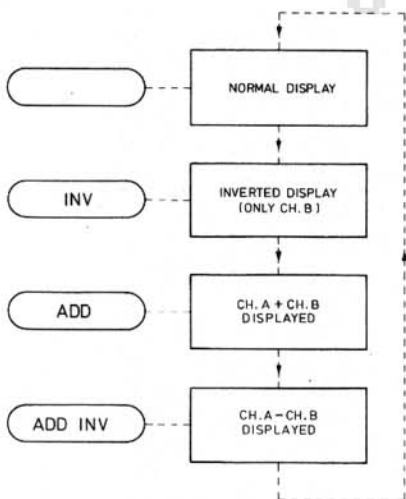 NORMAL DISPLAY
INV
INVERTED DISPLAY
(ONLY CH. B)
ADD
CH. A + CH. B
DISPLAYED
ADD INV
CH. A - CH. B
DISPLAYED